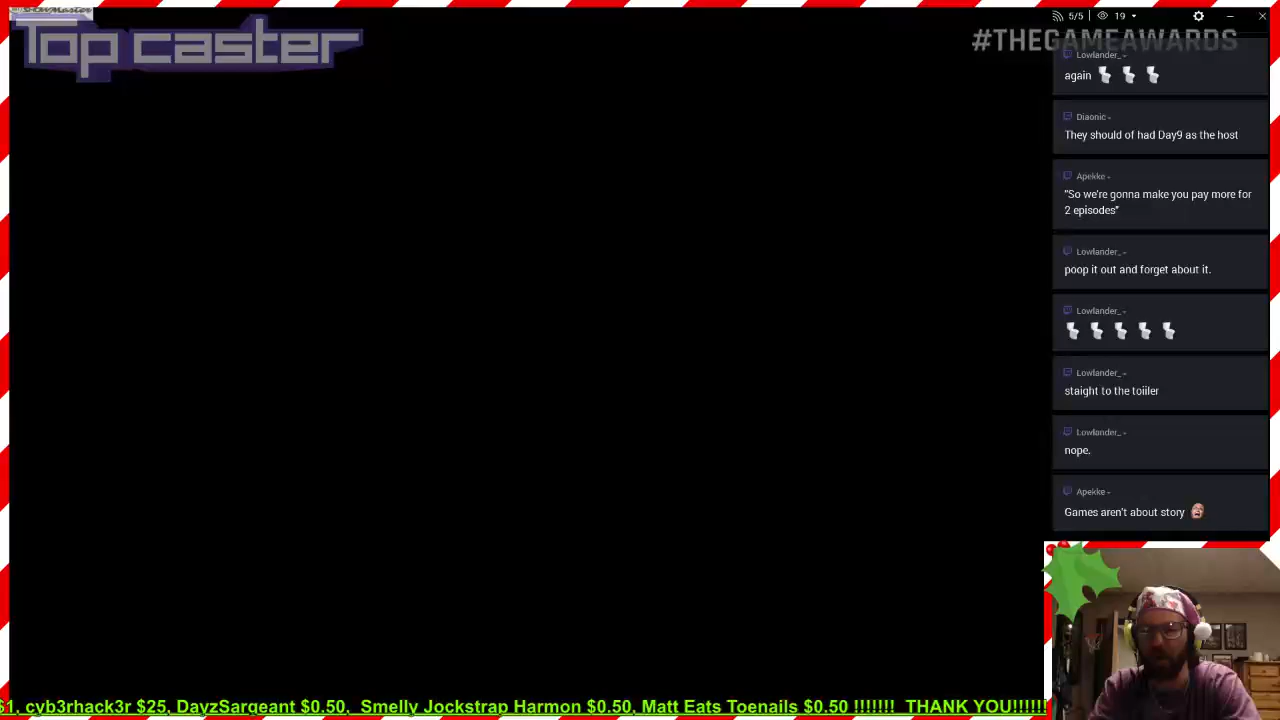 Top caster
#THEGAMEAWARDS
5/5 19
Lowlander_
again
Diaonic
They should of had Day9 as the host
Apekke
"So we're gonna make you pay more for
2 episodes"
Lowlander_
poop it out and forget about it.
Lowlander_
Lowlander_
staight to the toiiler
Lowlander_
nope.
Apekke
Games aren't about story
$1, cyb3rhack3r $25, DayzSargeant $0.50, Smelly Jockstrap Harmon $0.50, Matt Eats Toenails $0.50 !!!!!!! THANK YOU!!!!!!